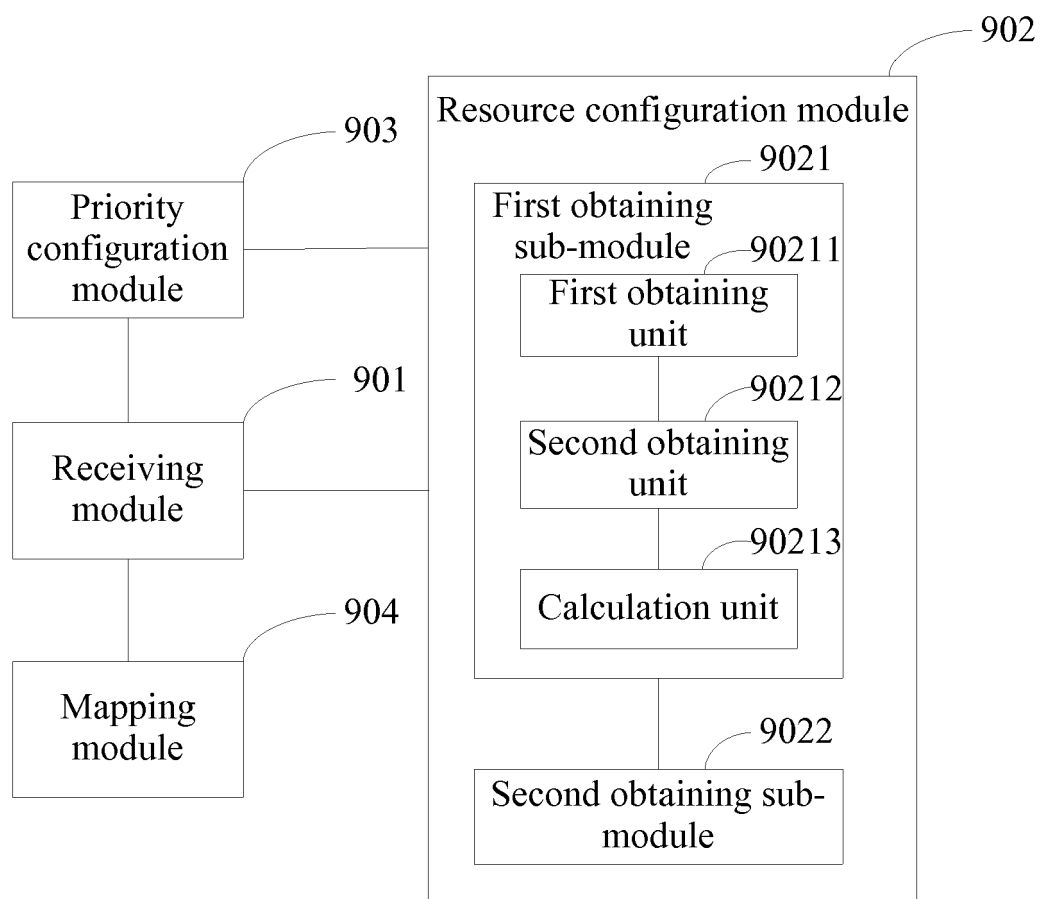 902
Resource configuration module
903
9021
Priority
configuration
module
First obtaining
sub-module
90211
First obtaining
unit
901
90212
Receiving
module
Second obtaining
unit
90213
Calculation unit
904
Mapping
module
9022
Second obtaining sub-
module